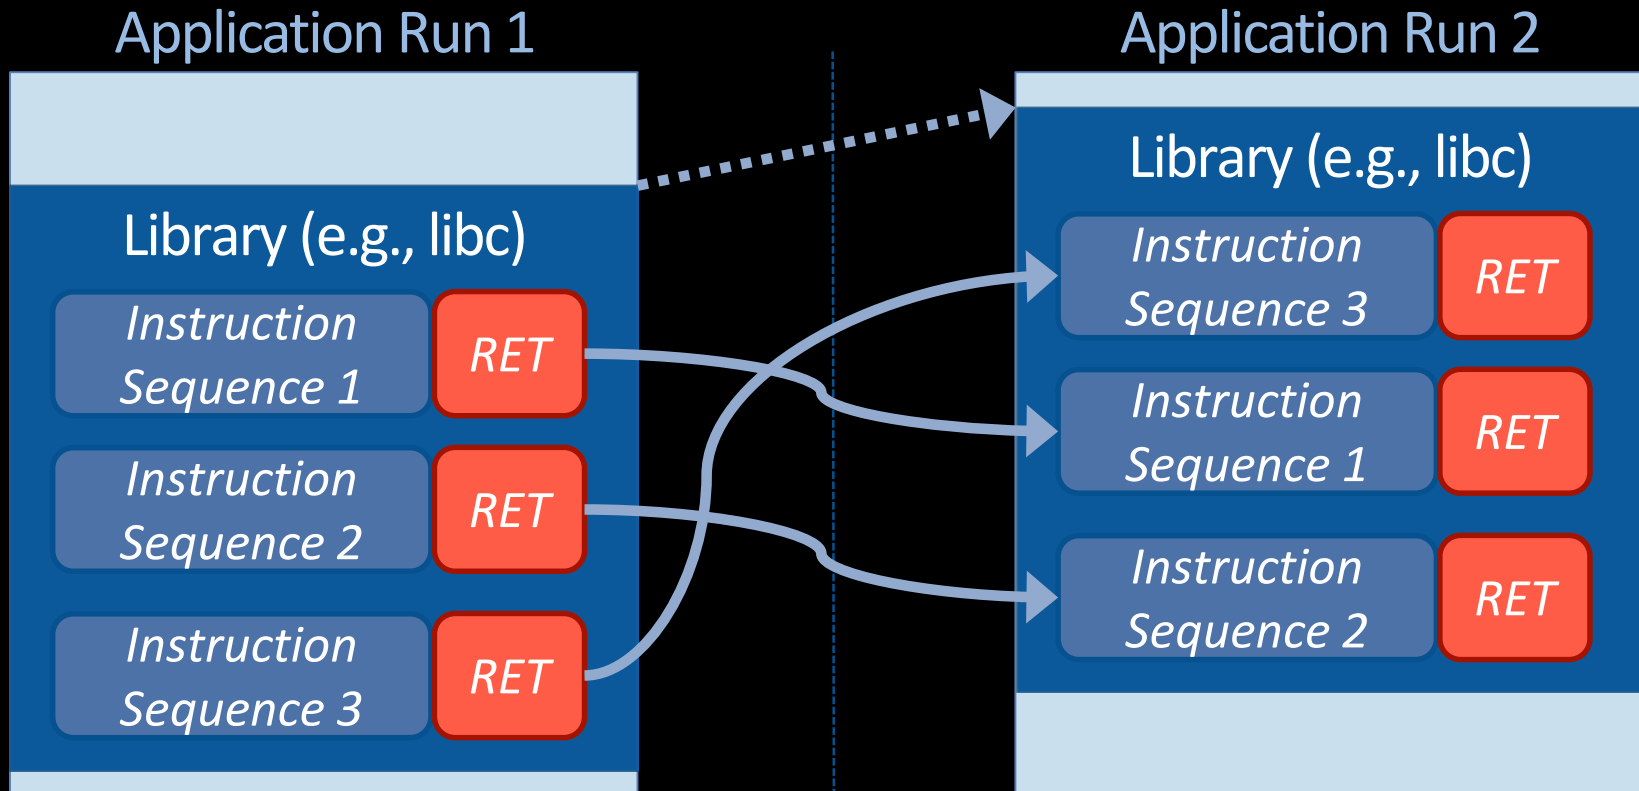 Application Run 1
Library (e.g., libc)
Instruction
Sequence 1
RET
Instruction
Sequence 2
RET
Instruction
Sequence 3
RET
Application Run 2
Library (e.g., libc)
Instruction
Sequence 3
RET
Instruction
Sequence 1
RET
Instruction
Sequence 2
RET